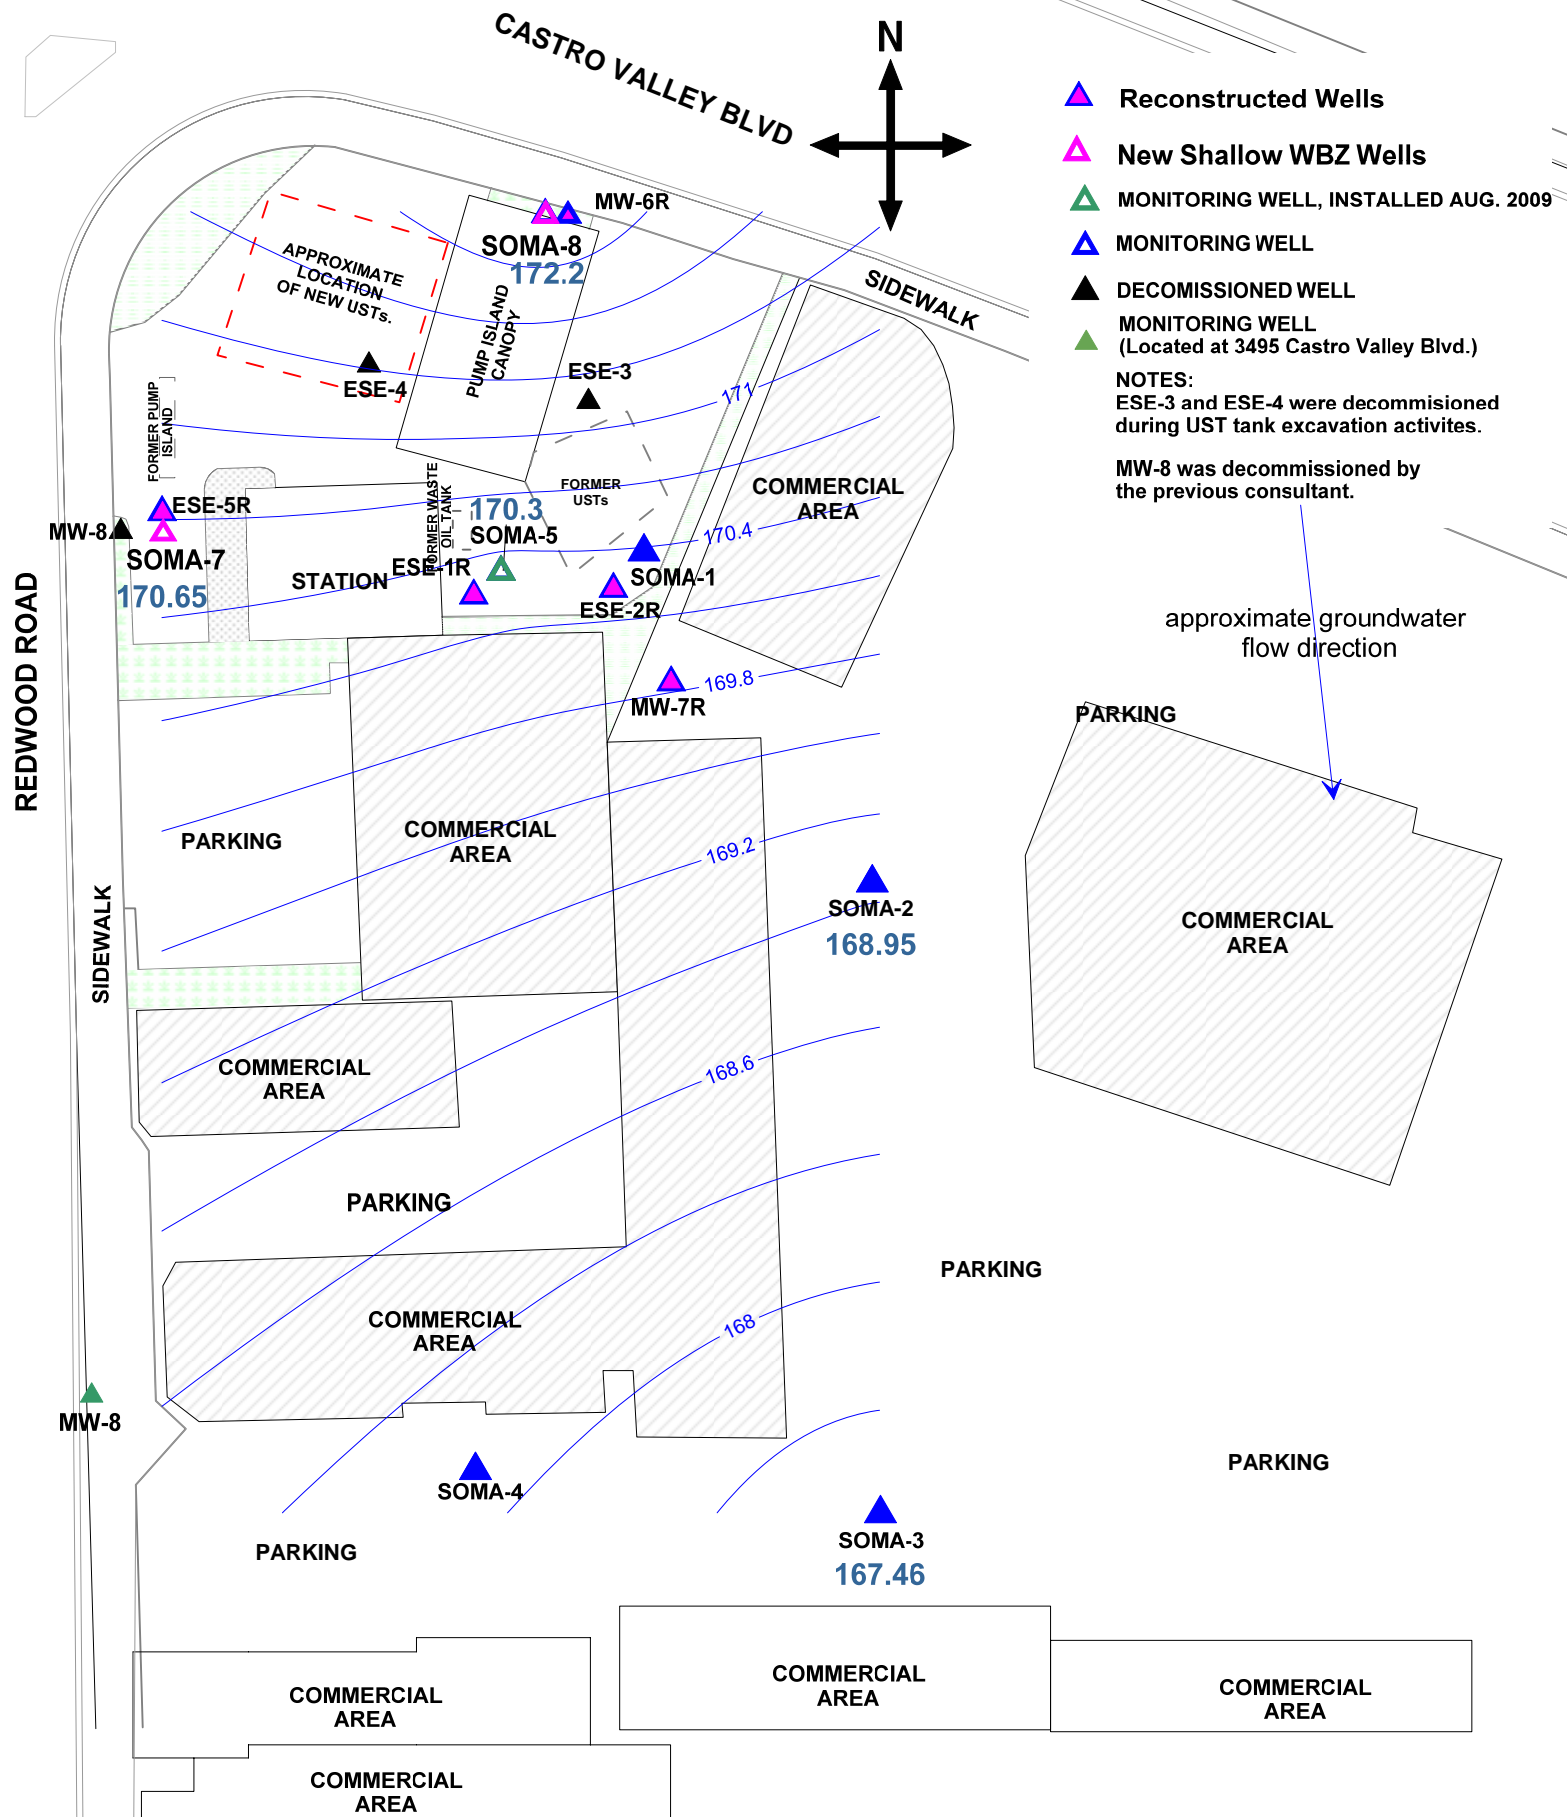 CASTRO VALLEY BLVD
N
Reconstructed Wells
New Shallow WBZ Wells
MONITORING WELL, INSTALLED AUG. 2009
MONITORING WELL
DECOMISSIONED WELL
MONITORING WELL
(Located at 3495 Castro Valley Blvd.)
NOTES:
ESE-3 and ESE-4 were decommisioned
during UST tank excavation activites.
MW-8 was decommissioned by
the previous consultant.
approximate groundwater
flow direction
MW-6R
SOMA-8
172.2
SIDEWALK
APPROXIMATE
LOCATION
OF NEW USTs.
PUMP ISLAND
CANOPY
ESE-4
ESE-3
171
FORMER PUMP
ISLAND
FORMER WASTE
OIL TANK
FORMER
USTs
COMMERCIAL
AREA
ESE-5R
MW-8
SOMA-7
170.65
170.3
SOMA-5
170.4
STATION
ESE-1R
SOMA-1
ESE-2R
REDWOOD ROAD
169.8
MW-7R
PARKING
PARKING
COMMERCIAL
AREA
169.2
SOMA-2
168.95
COMMERCIAL
AREA
SIDEWALK
COMMERCIAL
AREA
168.6
PARKING
PARKING
COMMERCIAL
AREA
168
MW-8
SOMA-4
PARKING
SOMA-3
167.46
PARKING
COMMERCIAL
AREA
COMMERCIAL
AREA
COMMERCIAL
AREA
COMMERCIAL
AREA